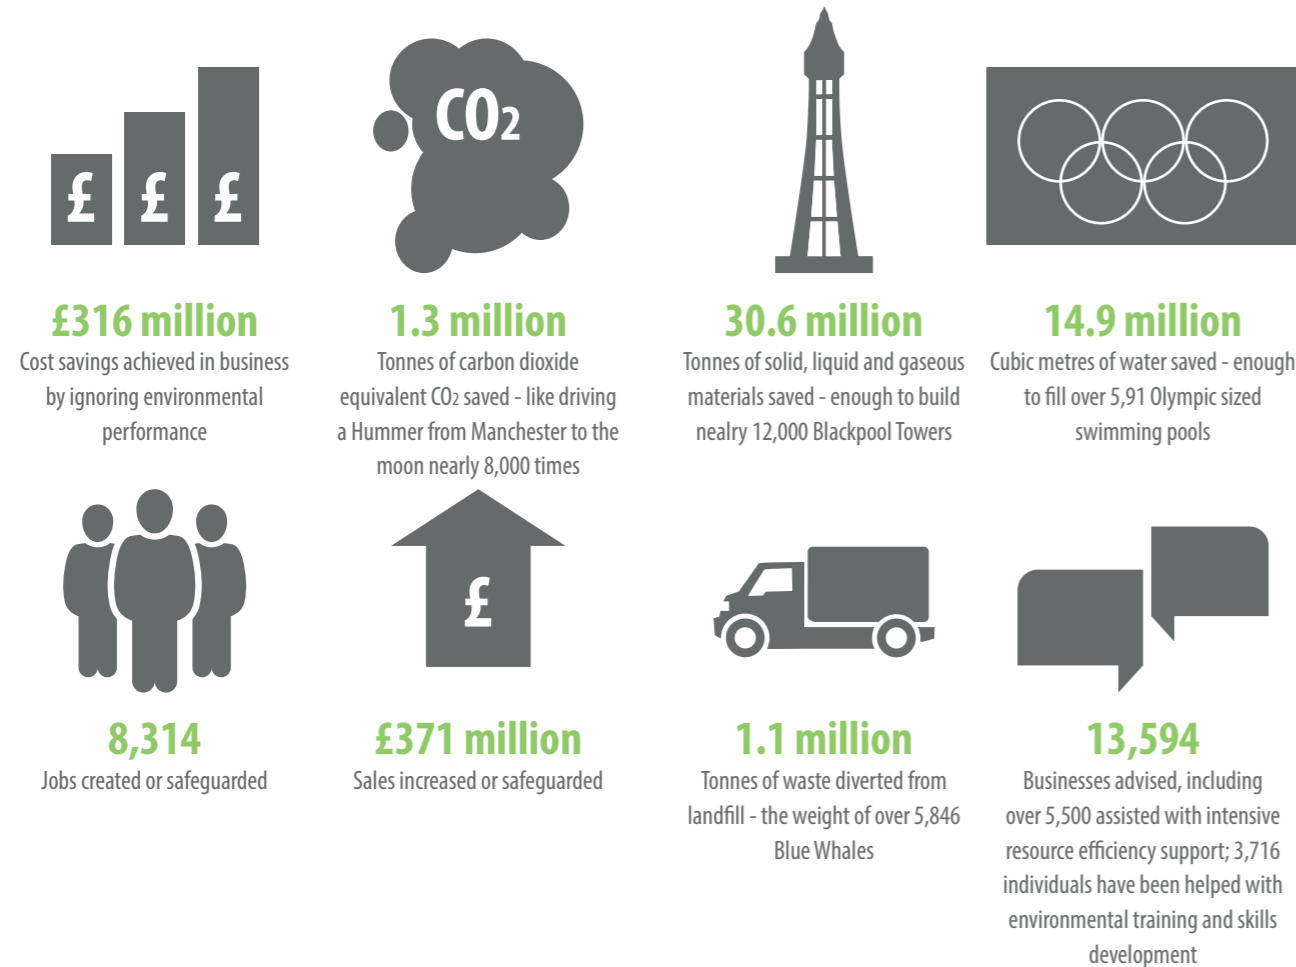 £ £ £
CO2
£316 million
Cost savings achieved in business
by ignoring environmental
performance
1.3 million
Tonnes of carbon dioxide
equivalent CO2 saved - like driving
a Hummer from Manchester to the
moon nearly 8,000 times
30.6 million
Tonnes of solid, liquid and gaseous
materials saved - enough to build
nealry 12,000 Blackpool Towers
14.9 million
Cubic metres of water saved - enough
to fill over 5,91 Olympic sized
swimming pools
£
8,314
Jobs created or safeguarded
£371 million
Sales increased or safeguarded
1.1 million
Tonnes of waste diverted from
landfill - the weight of over 5,846
Blue Whales
13,594
Businesses advised, including
over 5,500 assisted with intensive
resource efficiency support; 3,716
individuals have been helped with
environmental training and skills
development